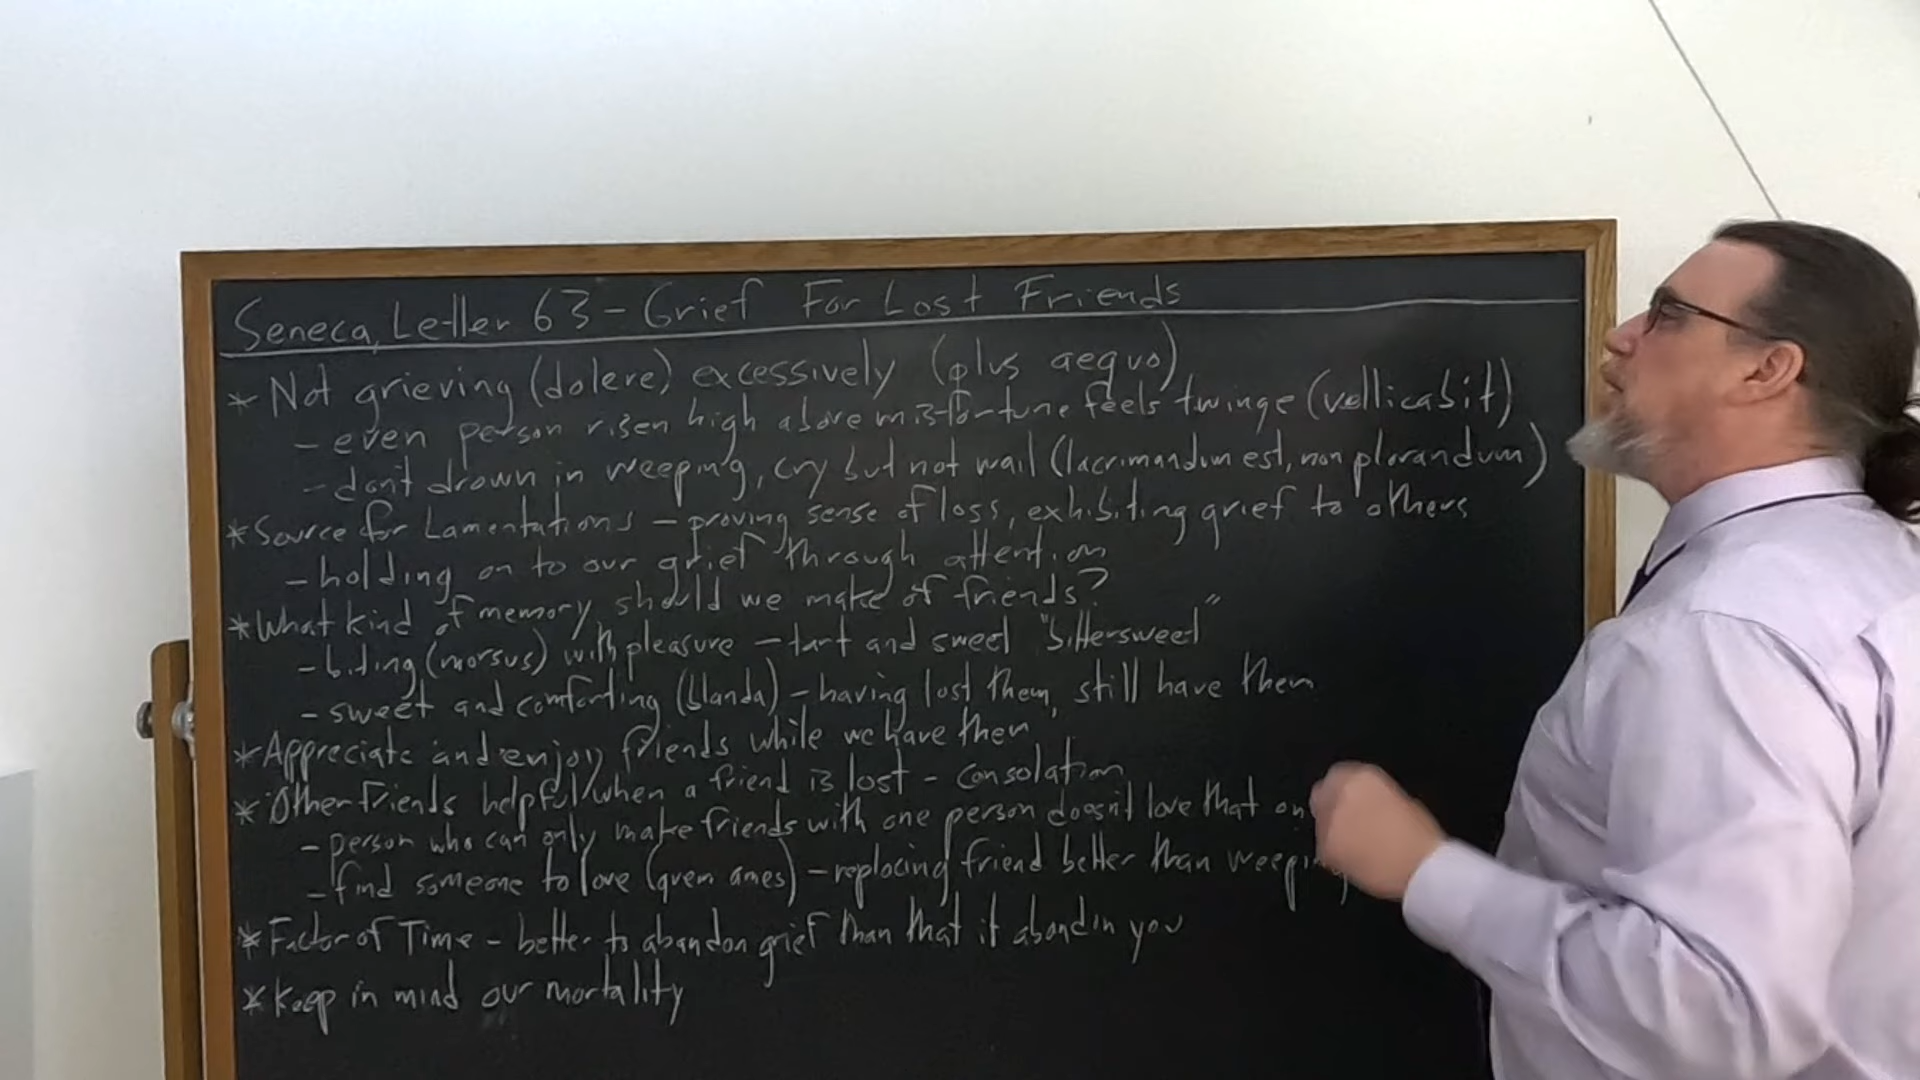 Seneca, Letter 63 - Grief For Lost Friends
* Not grieving (dolere) excessively (plus aequo)
- even person risen high above misfortune feels twinge (vellicabit)
- don't drown in weeping, cry but not wail (lacrimandum est, non plorandum)
* Source for Lamentations - proving sense of loss, exhibiting grief to others
- holding on to our grief through attention
* What kind of memory should we make of friends?
- biting (morsus) with pleasure - tart and sweet "bittersweet"
- sweet and comforting (blanda) - having lost them, still have them
* Appreciate and enjoy friends while we have them
* Other friends helpful when a friend is lost - consolation
- person who can only make friends with one person doesn't love that on
- find someone to love (quem ames) - replacing friend better than weeping
* Factor of Time - better to abandon grief than that it abandon you
* Keep in mind our mortality